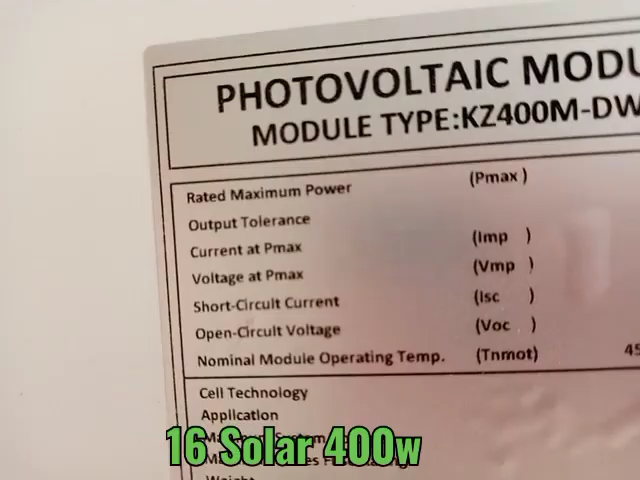 PHOTOVOLTAIC MODU
MODULE TYPE:KZ400M-DW
Rated Maximum Power (Pmax )
Output Tolerance
Current at Pmax (Imp )
Voltage at Pmax (Vmp )
Short-Circuit Current (Isc )
Open-Circuit Voltage (Voc )
Nominal Module Operating Temp. (Tnmot) 45
Cell Technology
Application
16 Solar 400w